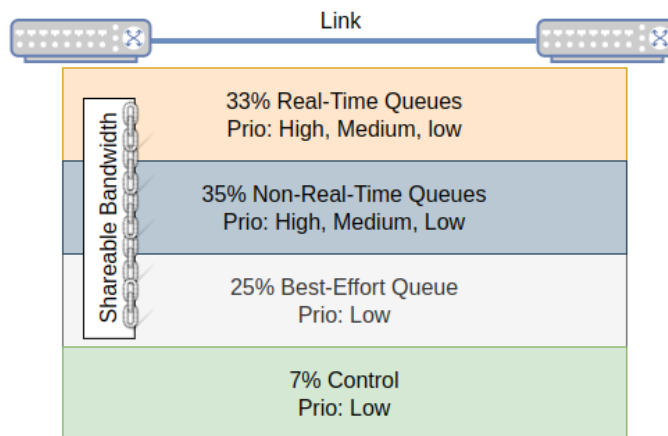 Link
33% Real-Time Queues
Prio: High, Medium, low
Shareable Bandwidth
35% Non-Real-Time Queues
Prio: High, Medium, Low
25% Best-Effort Queue
Prio: Low
7% Control
Prio: Low